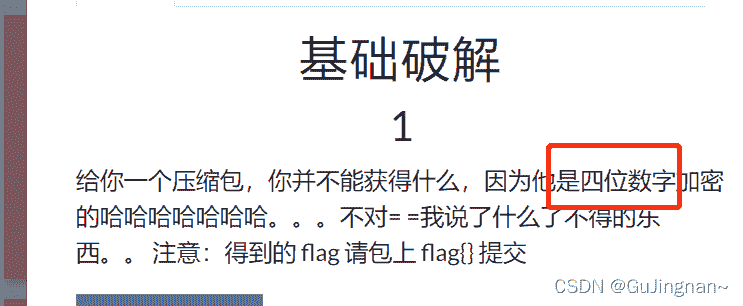 基础破解
1
给你一个压缩包，你并不能获得什么，因为他是四位数字加密
的哈哈哈哈哈哈哈。。。不对= =我说了什么了不得的东
西。。 注意：得到的 flag 请包上 flag{} 提交
CSDN @GuJingnan~